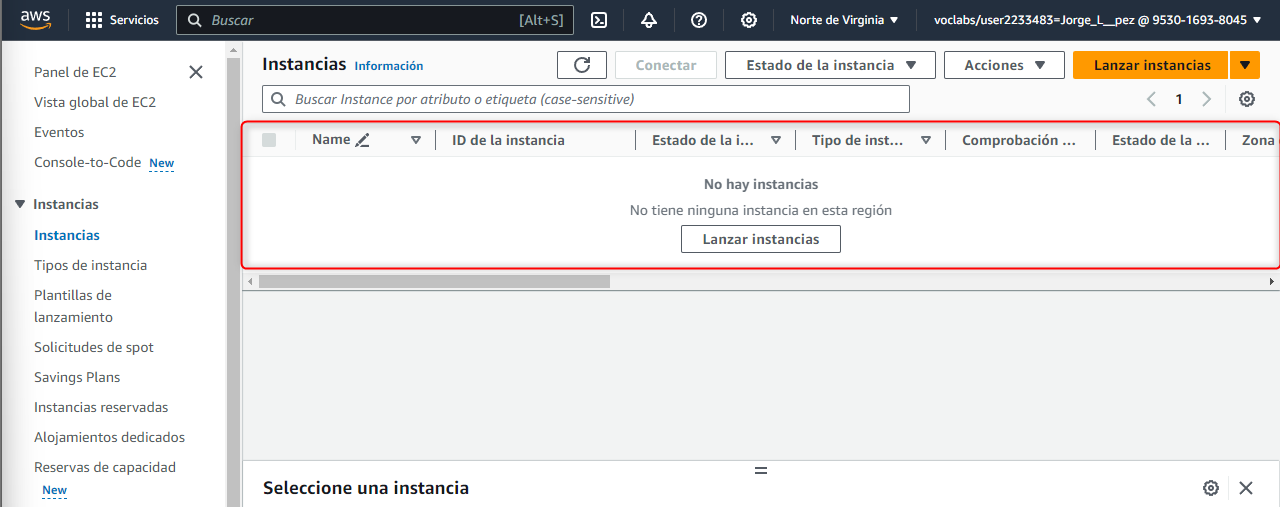 aws Servicios Buscar [Alt+S] Norte de Virginia voclabs/user2233483=Jorge_L__pez @ 9530-1693-8045
Panel de EC2
Vista global de EC2
Eventos
Console-to-Code New
Instancias
Instancias
Tipos de instancia
Plantillas de
lanzamiento
Solicitudes de spot
Savings Plans
Instancias reservadas
Alojamientos dedicados
Reservas de capacidad
New
Instancias Información Conectar Estado de la instancia Acciones Lanzar instancias
Buscar Instance por atributo o etiqueta (case-sensitive) 1
Name ID de la instancia Estado de la i... Tipo de inst... Comprobación ... Estado de la ... Zona
No hay instancias
No tiene ninguna instancia en esta región
Lanzar instancias
Seleccione una instancia